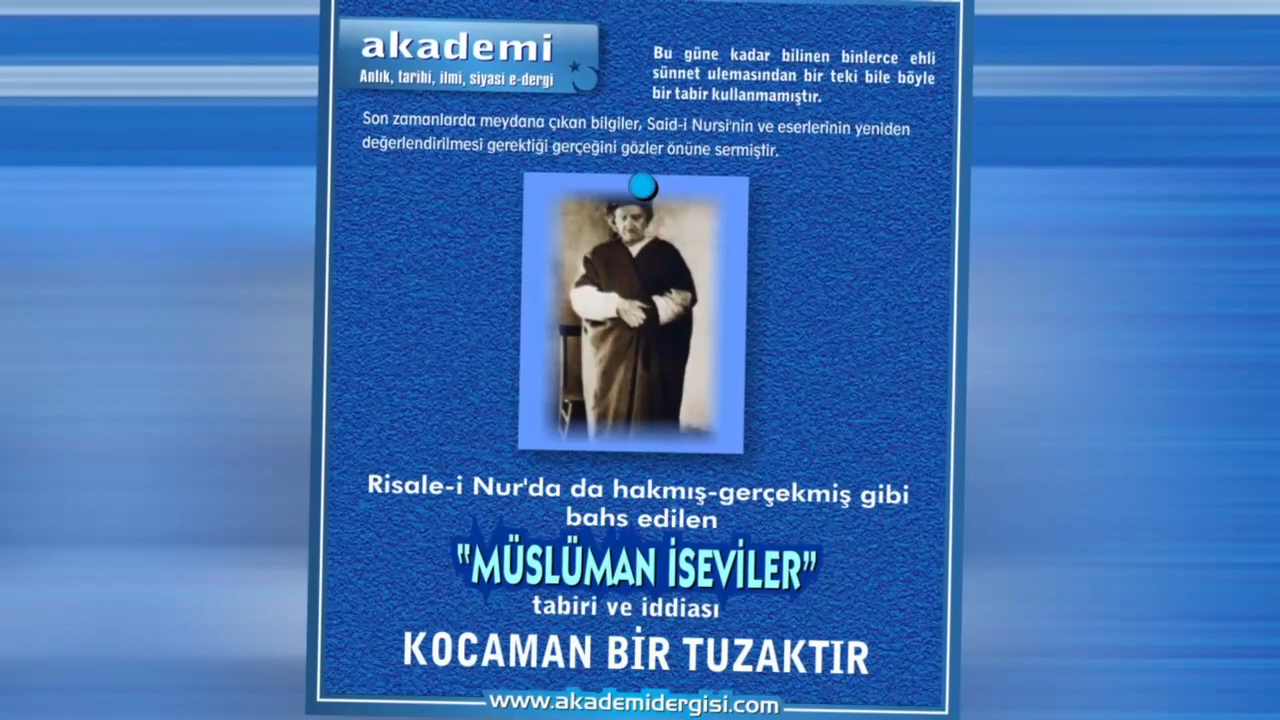 akademi
Anlık, tarihi, ilmi, siyasi e-dergi
Bu güne kadar bilinen binlerce ehli
sünnet ulemasından bir teki bile böyle
bir tabir kullanmamıştır.
Son zamanlarda meydana çıkan bilgiler, Said-i Nursi'nin ve eserlerinin yeniden
değerlendirilmesi gerektiği gerçeğini gözler önüne sermiştir.
Risale-i Nur'da da hakmış-gerçekmiş gibi
bahs edilen
"MÜSLÜMAN İSEVİLER"
tabiri ve iddiası
KOCAMAN BİR TUZAKTIR
www.akademidergisi.com